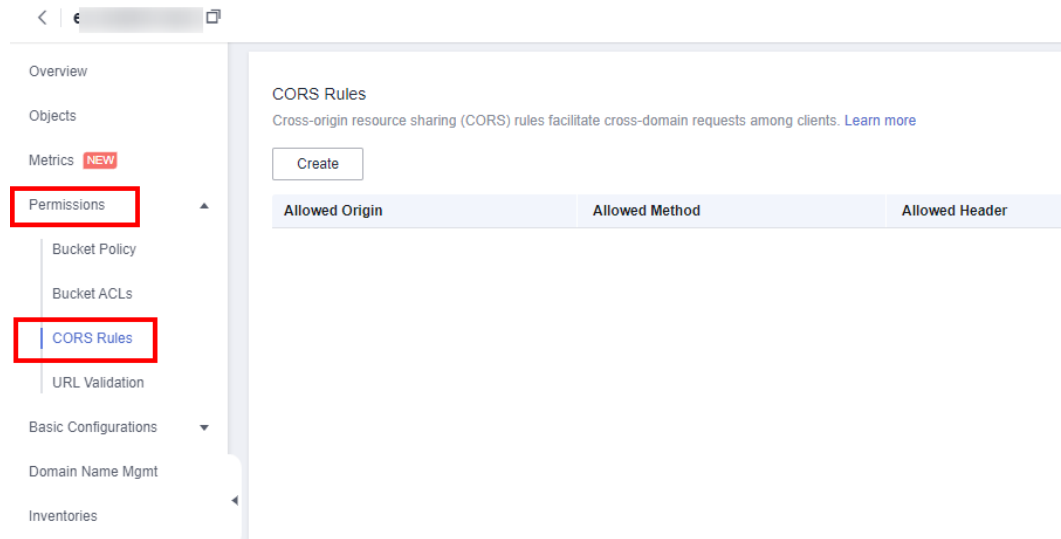 Overview
Objects
Metrics NEW
Permissions
Bucket Policy
Bucket ACLs
CORS Rules
URL Validation
Basic Configurations
Domain Name Mgmt
Inventories
CORS Rules
Cross-origin resource sharing (CORS) rules facilitate cross-domain requests among clients. Learn more
Create
Allowed Origin Allowed Method Allowed Header